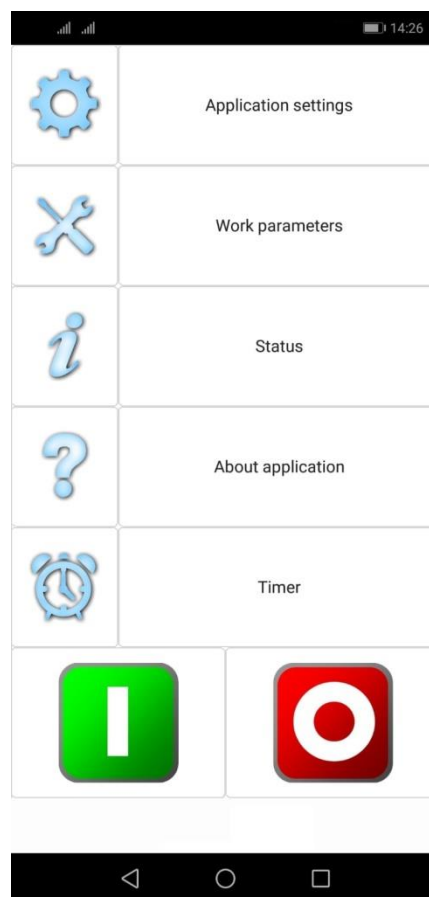 14:26
Application settings
Work parameters
Status
About application
Timer